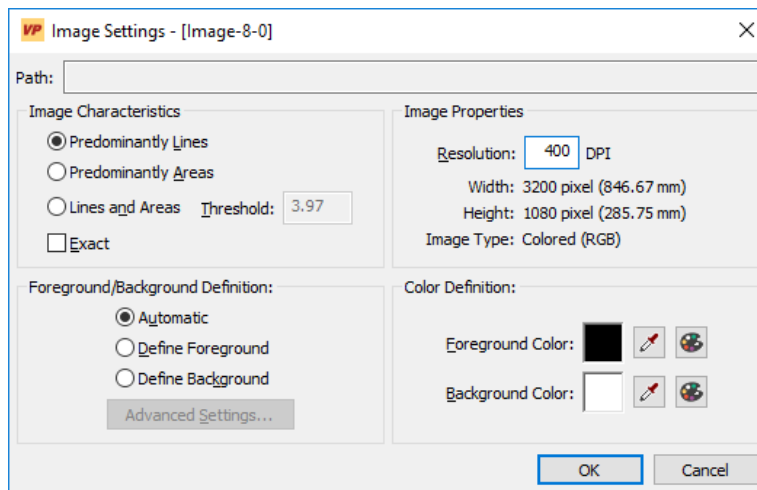 VP Image Settings - [Image-8-0]
Path:
Image Characteristics
Predominantly Lines
Predominantly Areas
Lines and Areas Threshold: 3.97
Exact
Image Properties
Resolution: 400 DPI
Width: 3200 pixel (846.67 mm)
Height: 1080 pixel (285.75 mm)
Image Type: Colored (RGB)
Foreground/Background Definition:
Automatic
Define Foreground
Define Background
Advanced Settings...
Color Definition:
Foreground Color:
Background Color:
OK Cancel